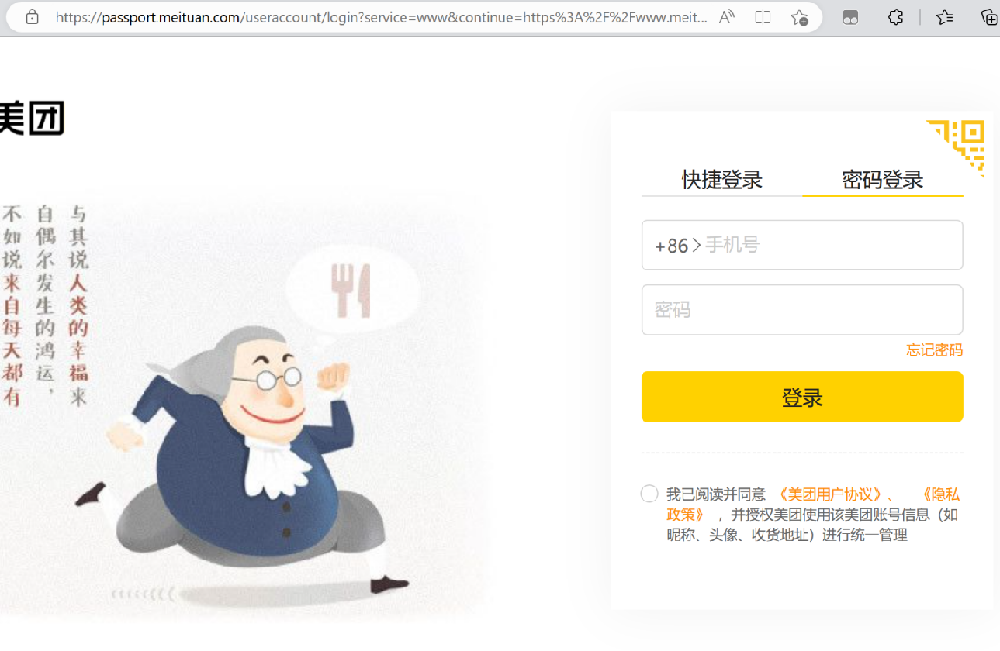 https://passport.meituan.com/useraccount/login?service=www&continue=https%3A%2F%2Fwww.meit...
美团
与其说人类的幸福来
自偶尔发生的鸿运，
不如说来自每天都有
快捷登录
密码登录
+86 手机号
密码
忘记密码
登录
我已阅读并同意 《美团用户协议》、 《隐私
政策》 ，并授权美团使用该美团账号信息（如
昵称、头像、收货地址）进行统一管理